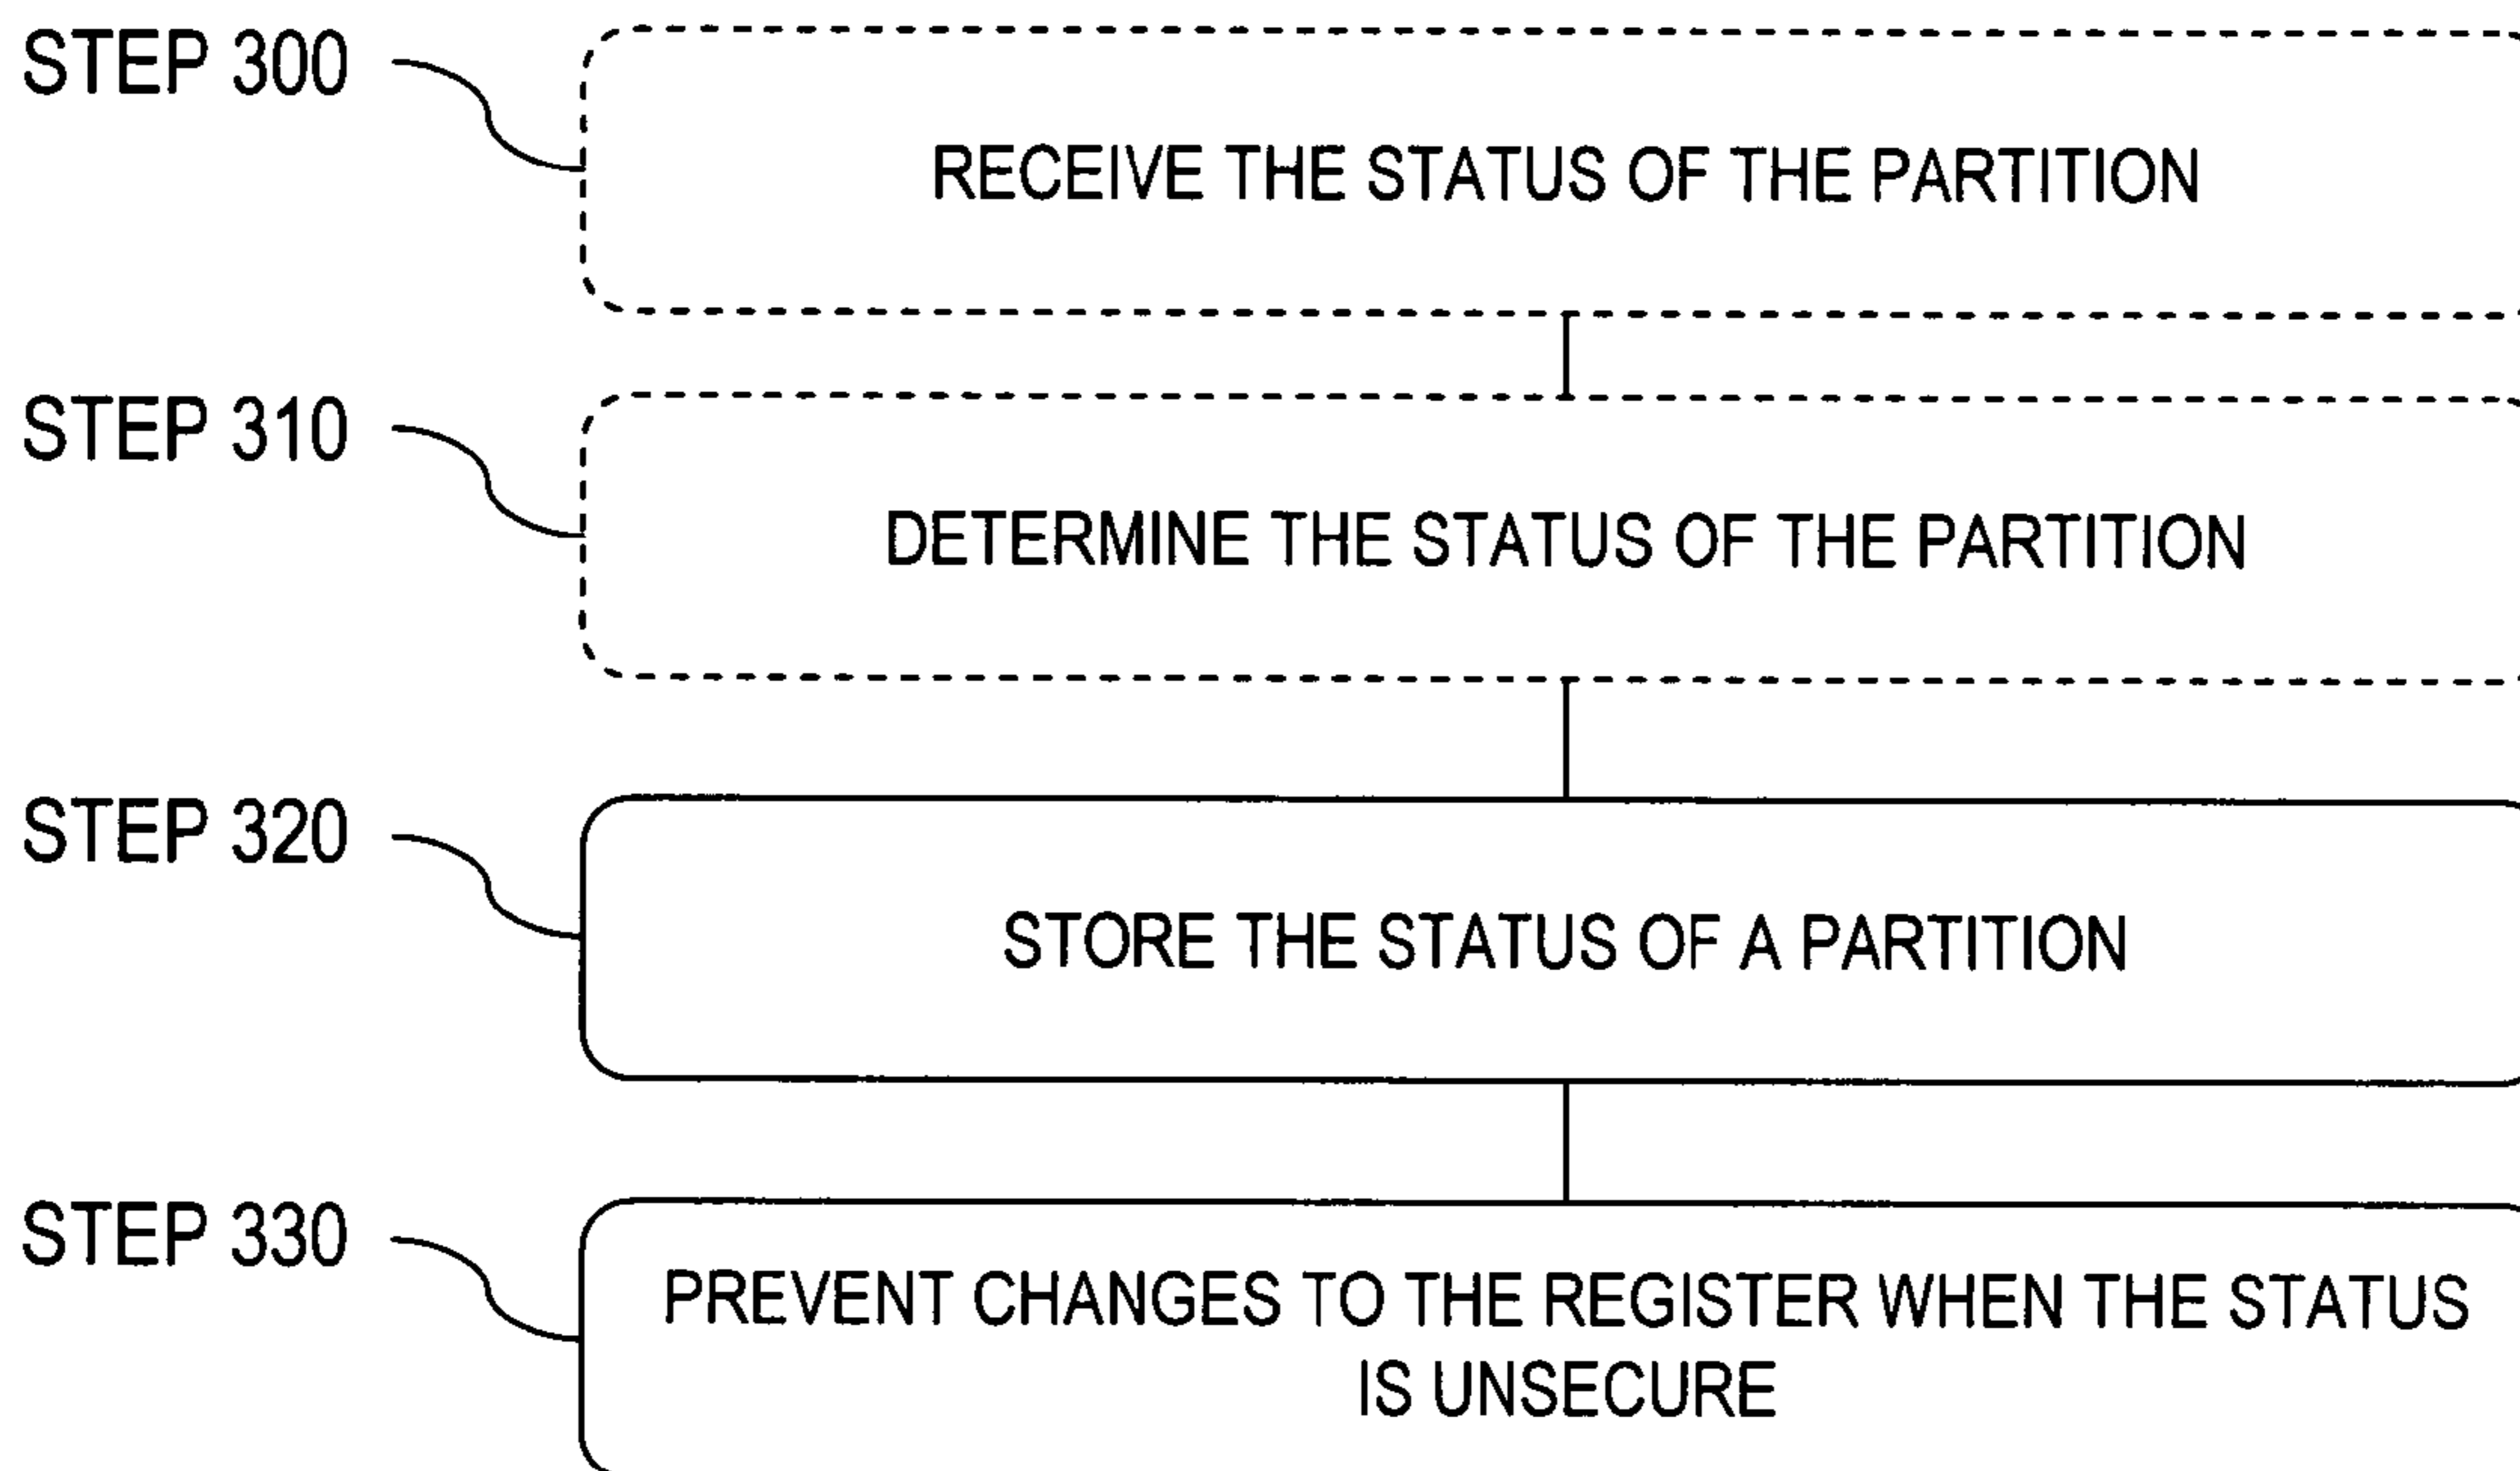 STEP 300
RECEIVE THE STATUS OF THE PARTITION
STEP 310
DETERMINE THE STATUS OF THE PARTITION
STEP 320
STORE THE STATUS OF A PARTITION
STEP 330
PREVENT CHANGES TO THE REGISTER WHEN THE STATUS
IS UNSECURE